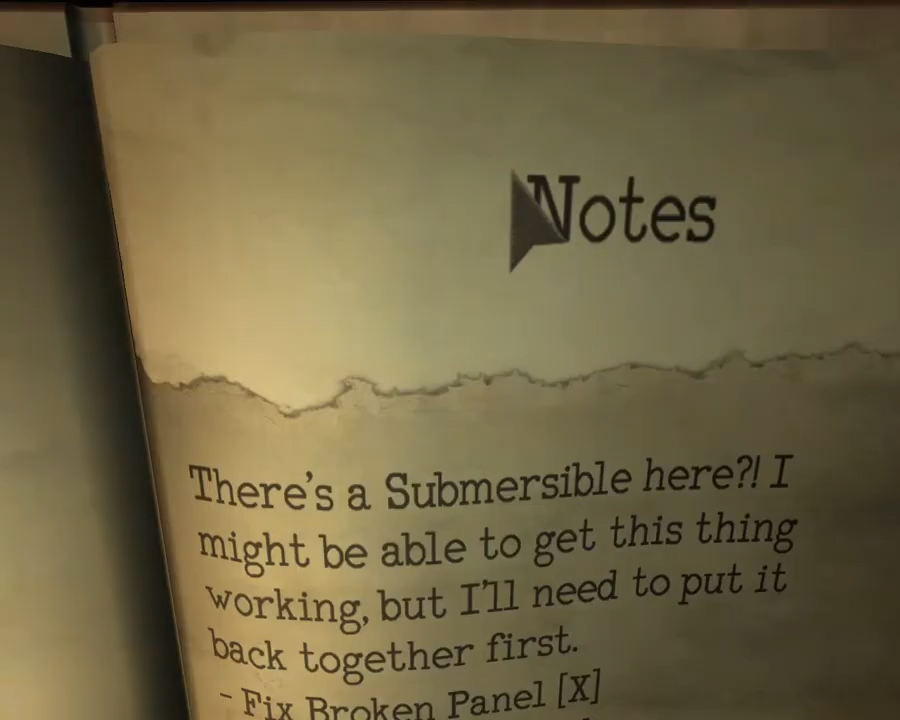 Notes
There's a Submersible here?! I
might be able to get this thing
working, but I'll need to put it
back together first.
- Fix Broken Panel [X]